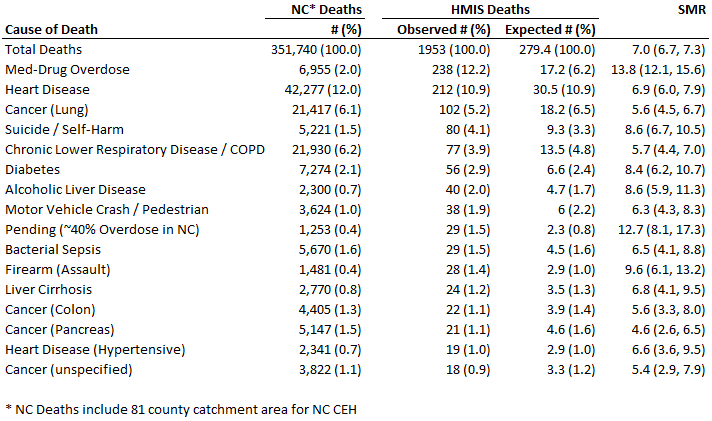 NC* Deaths HMIS Deaths
Cause of Death # (%) Observed # (%) Expected # (%) SMR
Total Deaths 351,740 (100.0) 1953 (100.0) 279.4 (100.0) 7.0 (6.7, 7.3)
Med-Drug Overdose 6,955 (2.0) 238 (12.2) 17.2 (6.2) 13.8 (12.1, 15.6)
Heart Disease 42,277 (12.0) 212 (10.9) 30.5 (10.9) 6.9 (6.0, 7.9)
Cancer (Lung) 21,417 (6.1) 102 (5.2) 18.2 (6.5) 5.6 (4.5, 6.7)
Suicide / Self-Harm 5,221 (1.5) 80 (4.1) 9.3 (3.3) 8.6 (6.7, 10.5)
Chronic Lower Respiratory Disease / COPD 21,930 (6.2) 77 (3.9) 13.5 (4.8) 5.7 (4.4, 7.0)
Diabetes 7,274 (2.1) 56 (2.9) 6.6 (2.4) 8.4 (6.2, 10.7)
Alcoholic Liver Disease 2,300 (0.7) 40 (2.0) 4.7 (1.7) 8.6 (5.9, 11.3)
Motor Vehicle Crash / Pedestrian 3,624 (1.0) 38 (1.9) 6 (2.2) 6.3 (4.3, 8.3)
Pending (~40% Overdose in NC) 1,253 (0.4) 29 (1.5) 2.3 (0.8) 12.7 (8.1, 17.3)
Bacterial Sepsis 5,670 (1.6) 29 (1.5) 4.5 (1.6) 6.5 (4.1, 8.8)
Firearm (Assault) 1,481 (0.4) 28 (1.4) 2.9 (1.0) 9.6 (6.1, 13.2)
Liver Cirrhosis 2,770 (0.8) 24 (1.2) 3.5 (1.3) 6.8 (4.1, 9.5)
Cancer (Colon) 4,405 (1.3) 22 (1.1) 3.9 (1.4) 5.6 (3.3, 8.0)
Cancer (Pancreas) 5,147 (1.5) 21 (1.1) 4.6 (1.6) 4.6 (2.6, 6.5)
Heart Disease (Hypertensive) 2,341 (0.7) 19 (1.0) 2.9 (1.0) 6.6 (3.6, 9.5)
Cancer (unspecified) 3,822 (1.1) 18 (0.9) 3.3 (1.2) 5.4 (2.9, 7.9)
* NC Deaths include 81 county catchment area for NC CEH